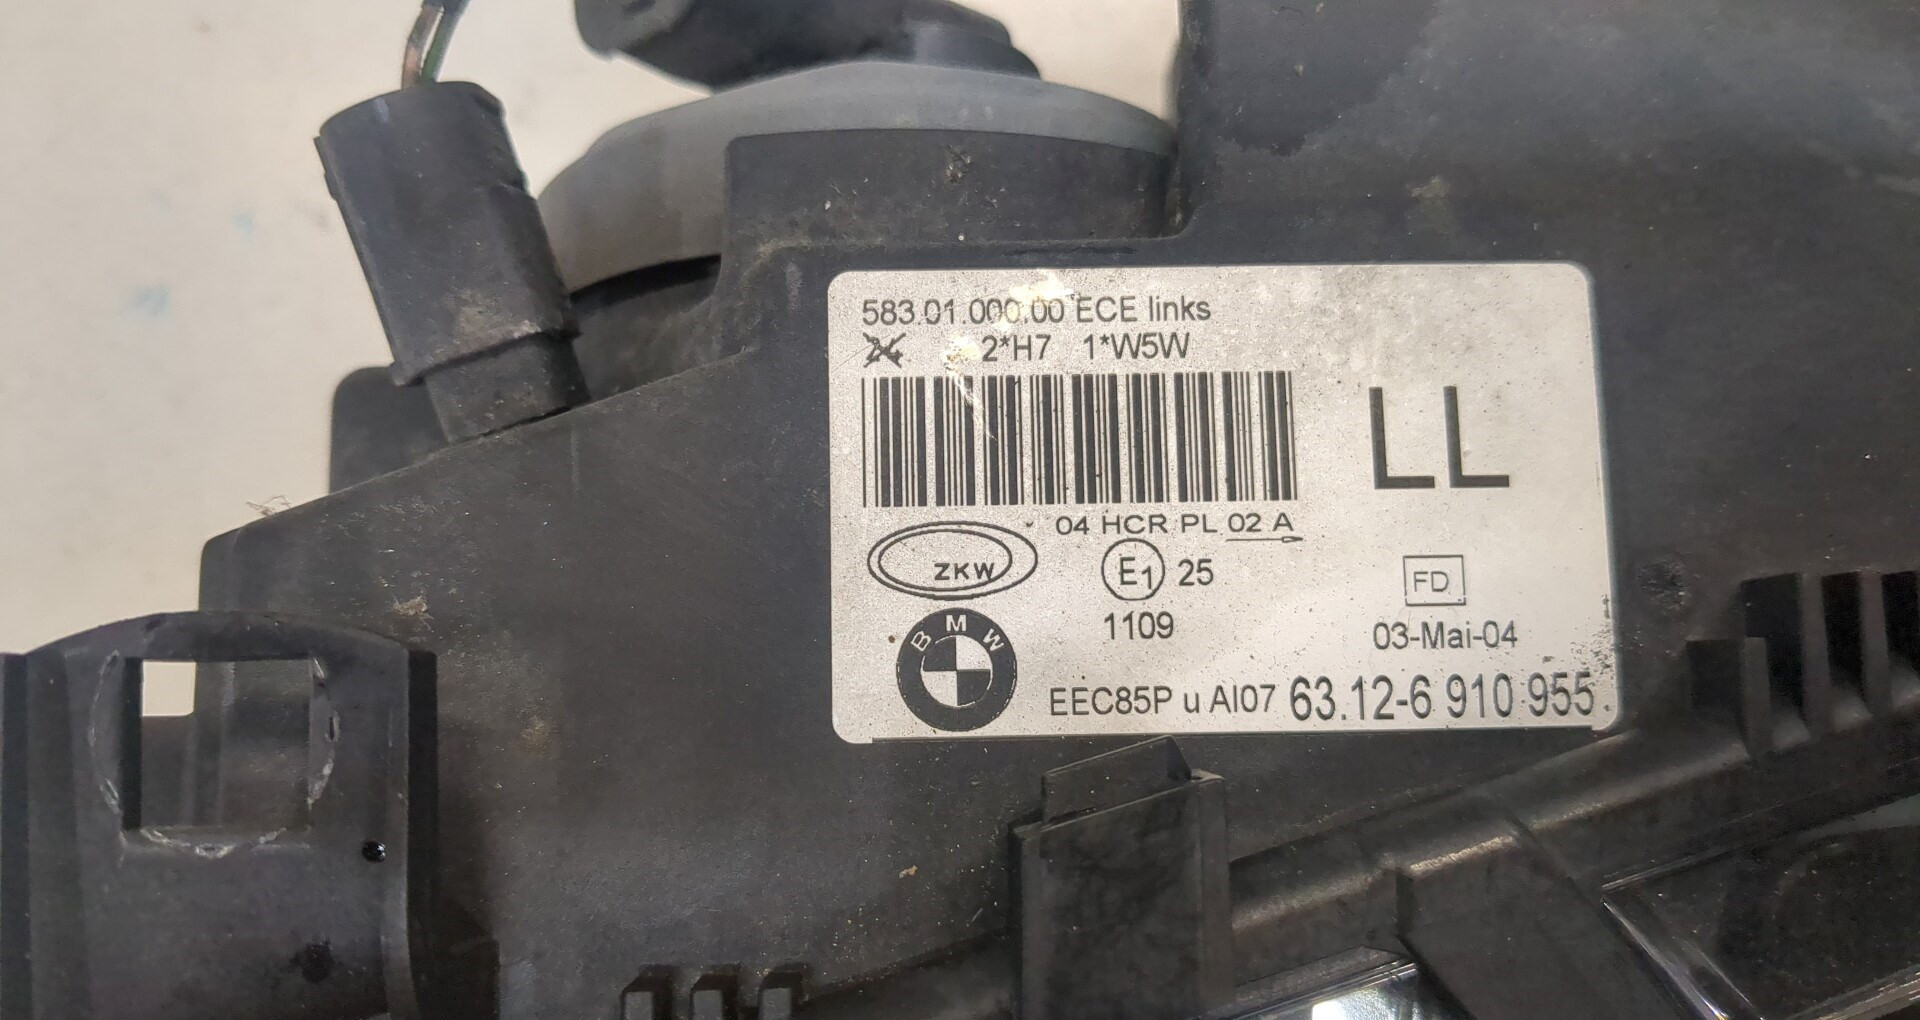 583.01.000.00 ECE links
2*H7 1*W5W
LL
04 HCR PL 02 A
ZKW
E1 25
FD
1109
03-Mai-04
BMW
EEC85P u AI07 63.12-6 910 955